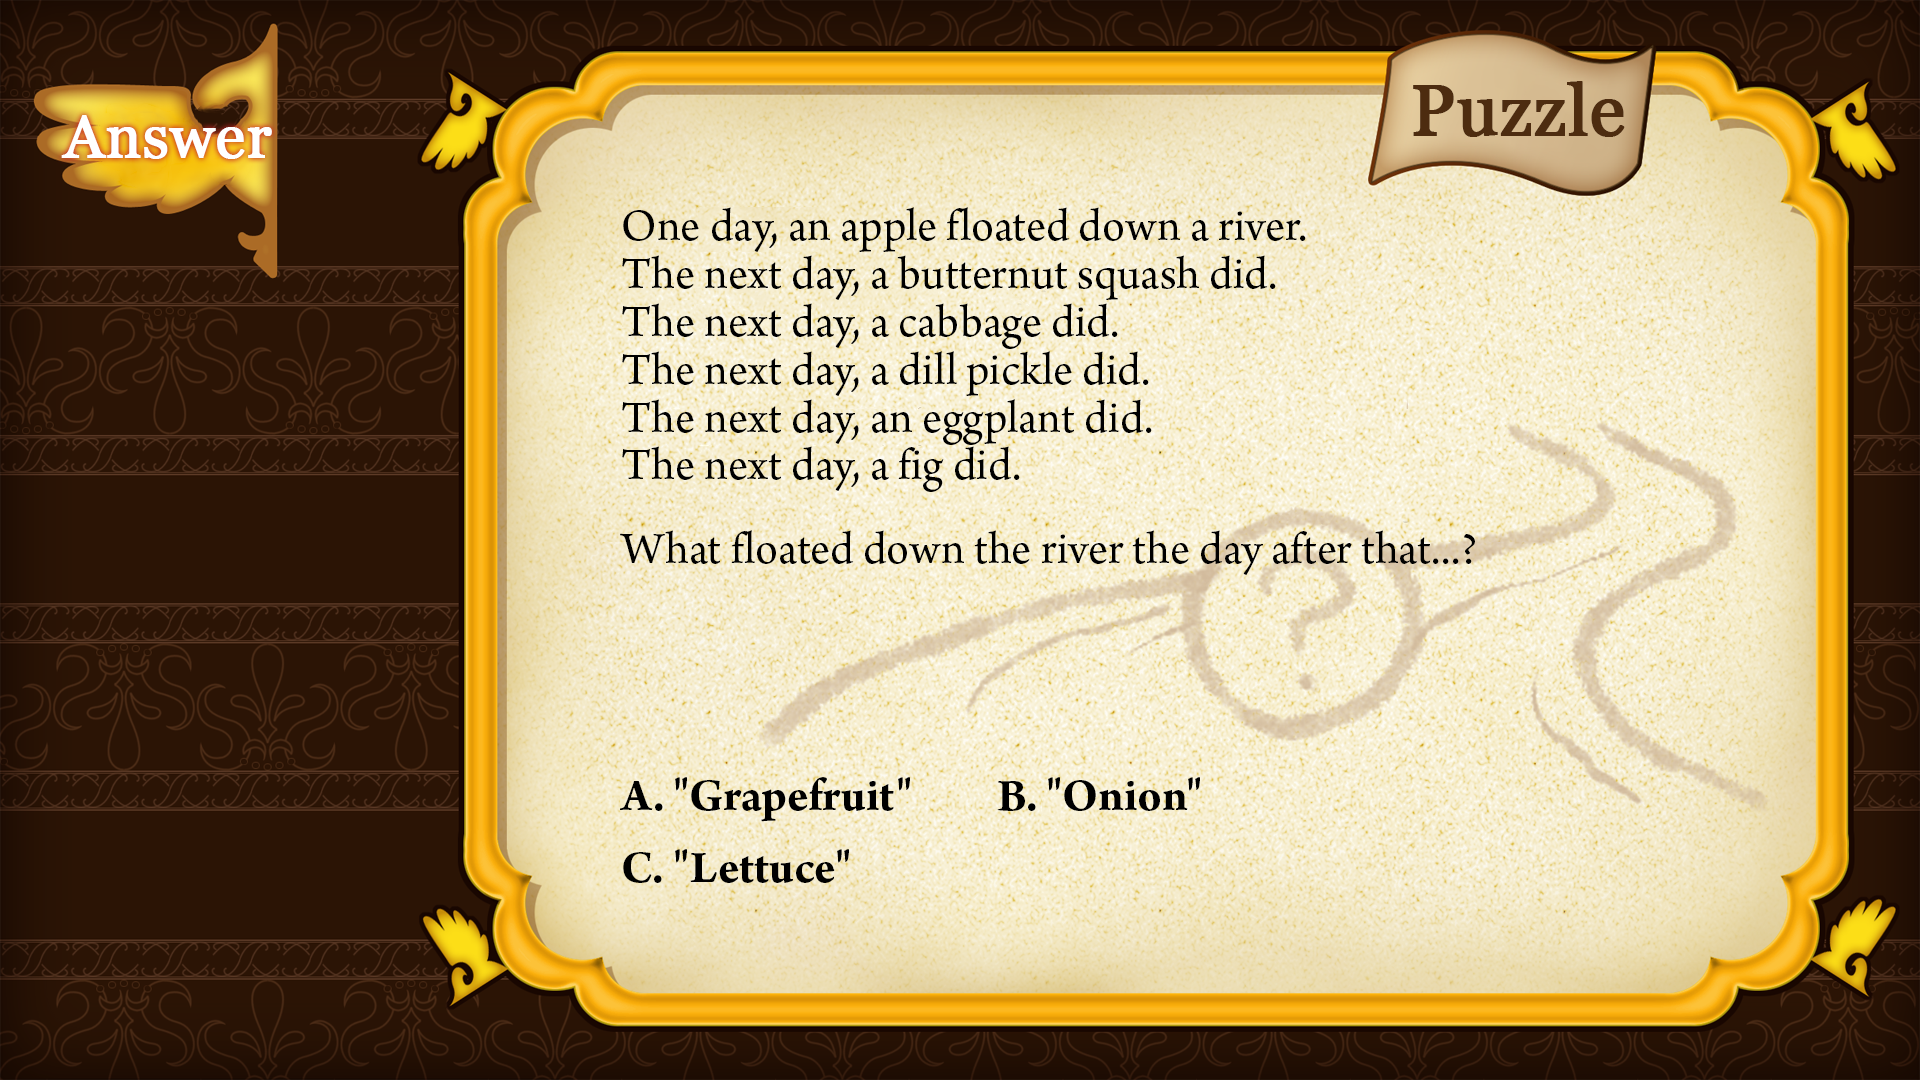 Answer
Puzzle
One day, an apple floated down a river.
The next day, a butternut squash did.
The next day, a cabbage did.
The next day, a dill pickle did.
The next day, an eggplant did.
The next day, a fig did.
What floated down the river the day after that...?
?
A. "Grapefruit" B. "Onion"
C. "Lettuce"